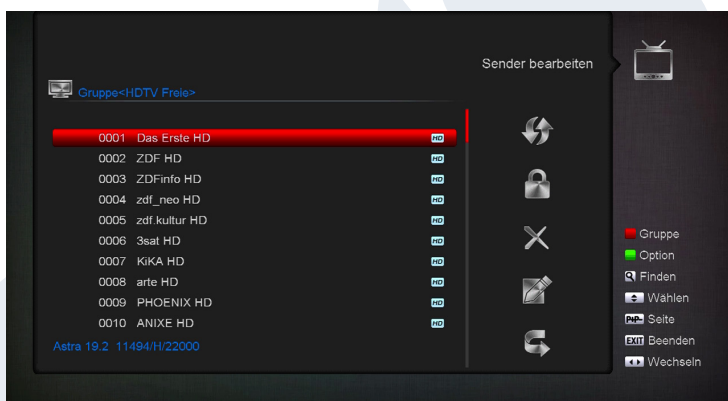 Sender bearbeiten
Gruppe<HDTV Freie>
0001 Das Erste HD HD
0002 ZDF HD HD
0003 ZDFinfo HD HD
0004 zdf_neo HD HD
0005 zdf.kultur HD HD
0006 3sat HD HD
0007 KiKA HD HD
0008 arte HD HD
0009 PHOENIX HD HD
0010 ANIXE HD HD
Astra 19.2 11494/H/22000
Gruppe
Option
Finden
Wählen
P+P- Seite
EXIT Beenden
Wechseln